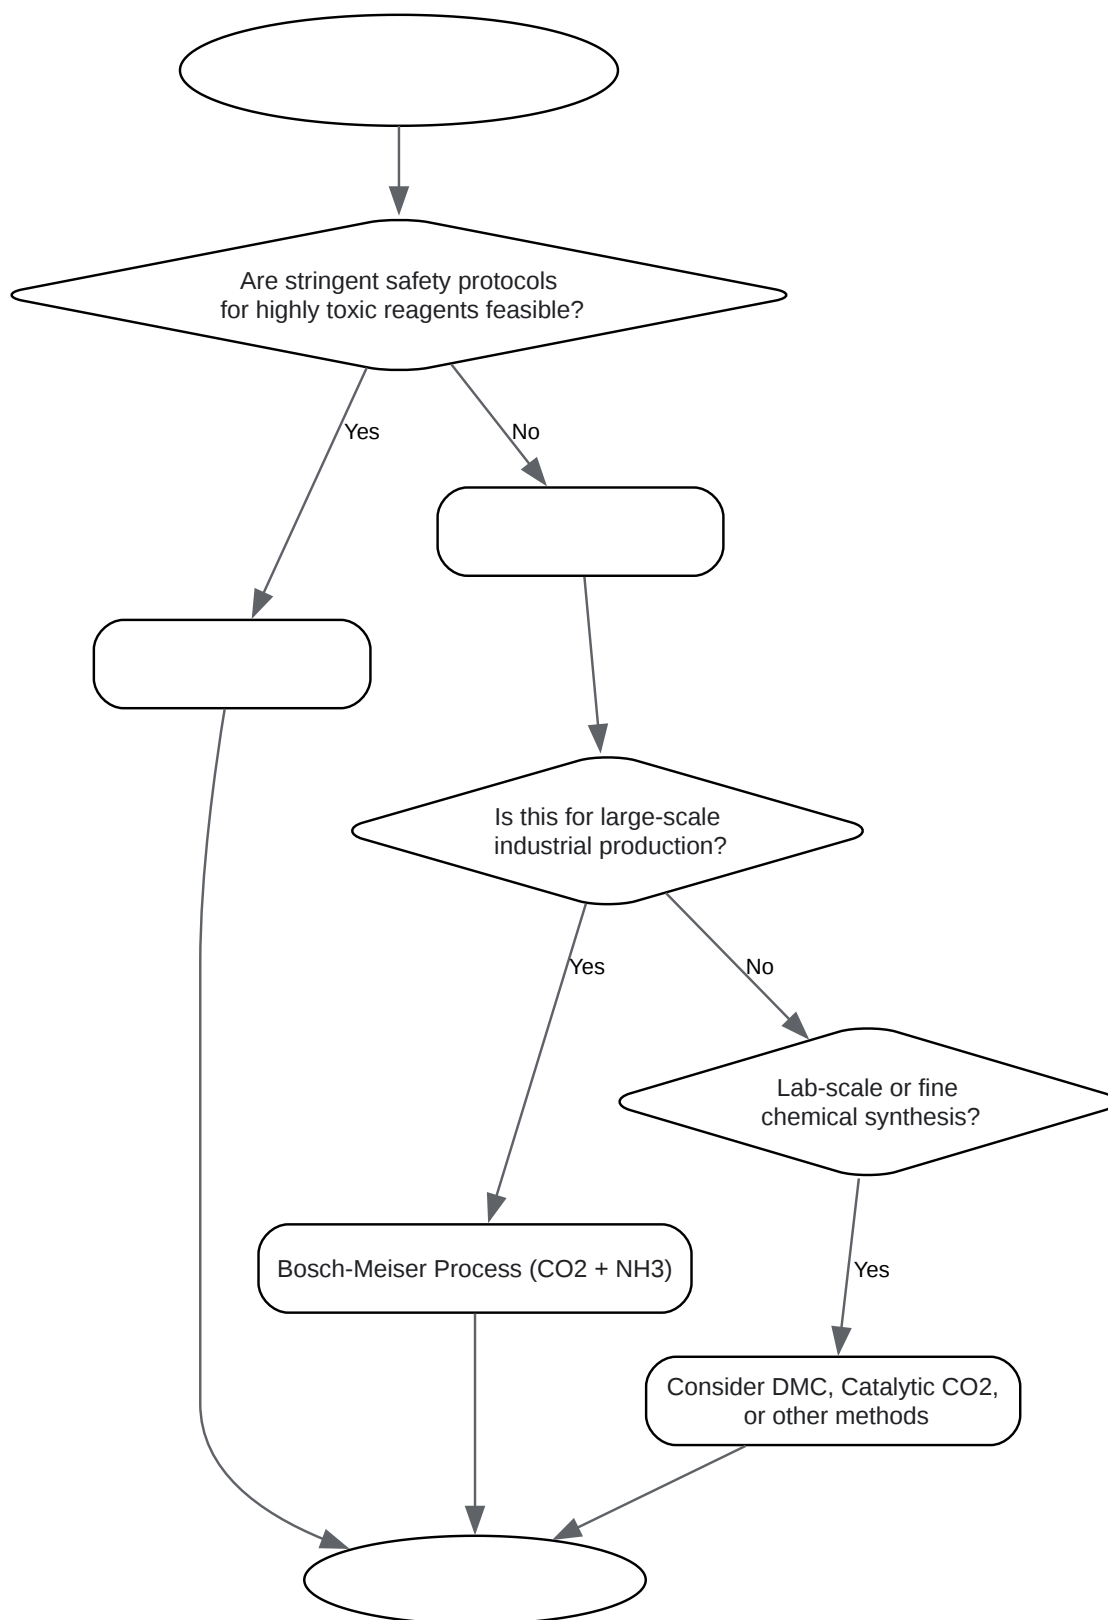 Are stringent safety protocols
for highly toxic reagents feasible?
Yes
No
Is this for large-scale
industrial production?
Yes
No
Lab-scale or fine
chemical synthesis?
Bosch-Meiser Process (CO2 + NH3)
Yes
Consider DMC, Catalytic CO2,
or other methods